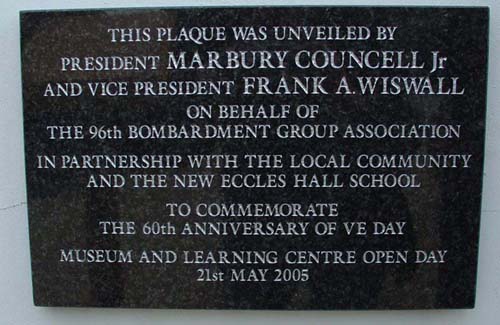 THIS PLAQUE WAS UNVEILED BY
PRESIDENT MARBURY COUNCELL Jr
AND VICE PRESIDENT FRANK A.WISWALL
ON BEHALF OF
THE 96th BOMBARDMENT GROUP ASSOCIATION
IN PARTNERSHIP WITH THE LOCAL COMMUNITY
AND THE NEW ECCLES HALL SCHOOL
TO COMMEMORATE
THE 60th ANNIVERSARY OF VE DAY
MUSEUM AND LEARNING CENTRE OPEN DAY
21st MAY 2005